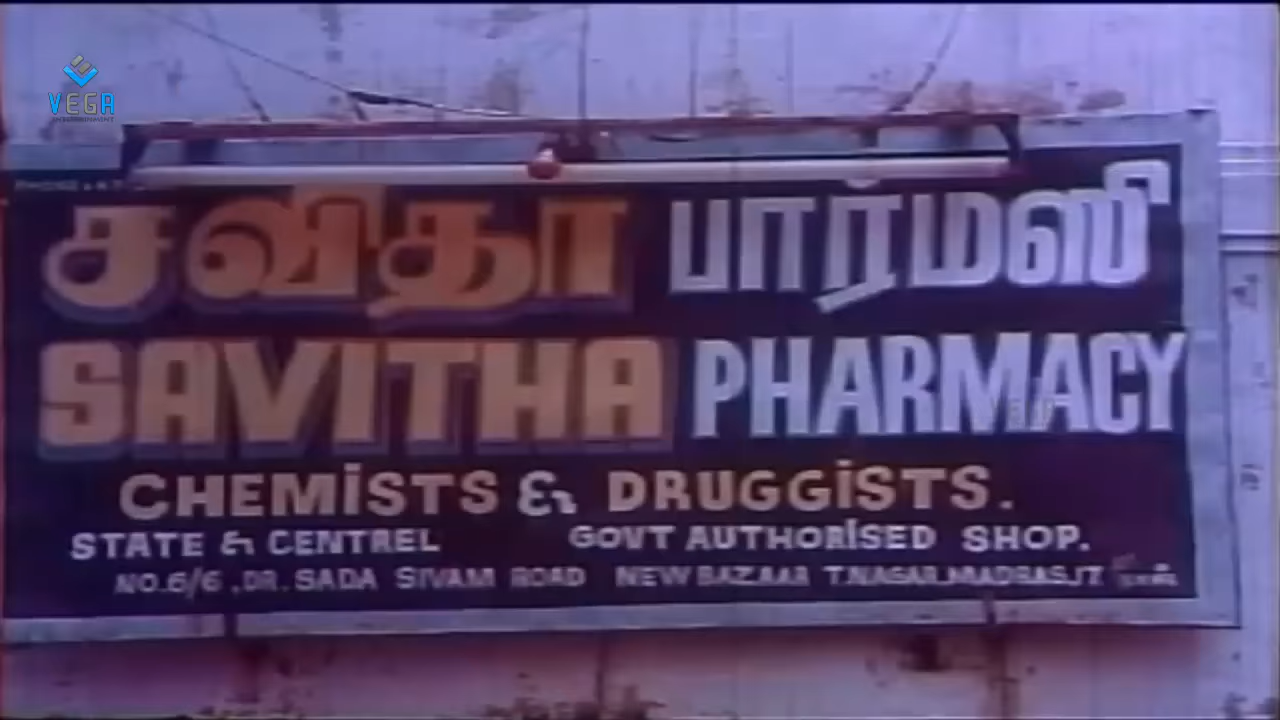 VEGA
ENTERTAINMENT
சவிதா பார்மஸி
SAVITHA PHARMACY
CHEMISTS & DRUGGISTS.
STATE & CENTREL GOVT AUTHORISED SHOP.
NO.6/6, DR. SADA SIVAM ROAD NEW BAZAAR T.NAGAR.MADRAS.17